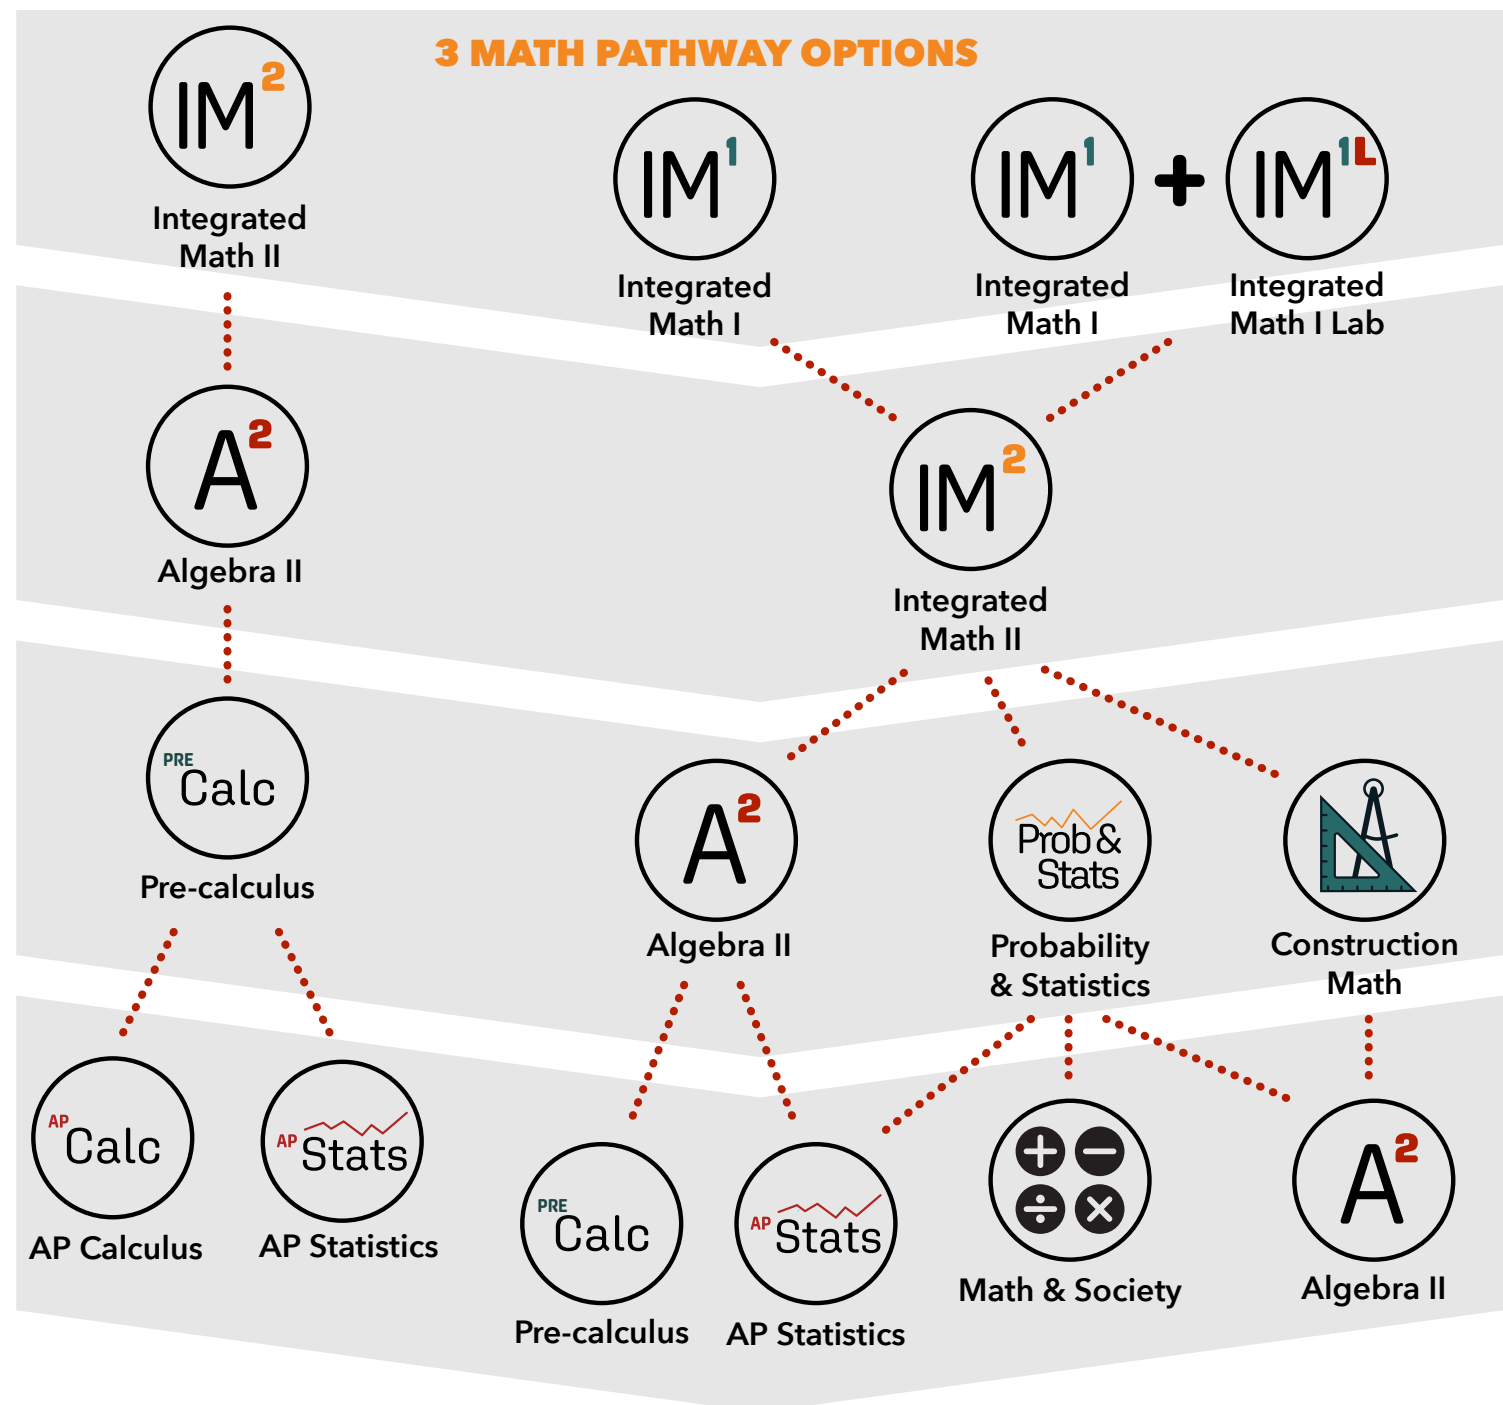 3 MATH PATHWAY OPTIONS
IM2
Integrated
Math II
IM1
Integrated
Math I
IM1
Integrated
Math I
+
IM1L
Integrated
Math I Lab
A2
Algebra II
IM2
Integrated
Math II
PRE
Calc
Pre-calculus
A2
Algebra II
Prob &
Stats
Probability
& Statistics
Construction
Math
AP
Calc
AP Calculus
AP
Stats
AP Statistics
PRE
Calc
Pre-calculus
AP
Stats
AP Statistics
+ −
÷ ×
Math & Society
A2
Algebra II